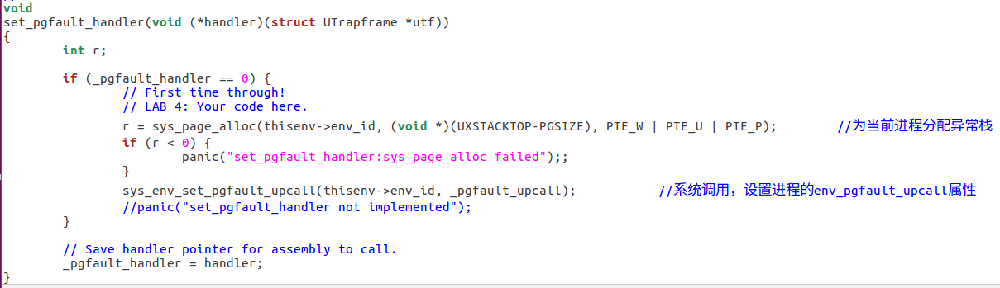 void
set_pgfault_handler(void (*handler)(struct UTrapframe *utf))
{
        int r;

        if (_pgfault_handler == 0) {
                // First time through!
                // LAB 4: Your code here.
                r = sys_page_alloc(thisenv->env_id, (void *)(UXSTACKTOP-PGSIZE), PTE_W | PTE_U | PTE_P);        //为当前进程分配异常栈
                if (r < 0) {
                        panic("set_pgfault_handler:sys_page_alloc failed");;
                }
                sys_env_set_pgfault_upcall(thisenv->env_id, _pgfault_upcall);           //系统调用，设置进程的env_pgfault_upcall属性
                //panic("set_pgfault_handler not implemented");
        }

        // Save handler pointer for assembly to call.
        _pgfault_handler = handler;
}